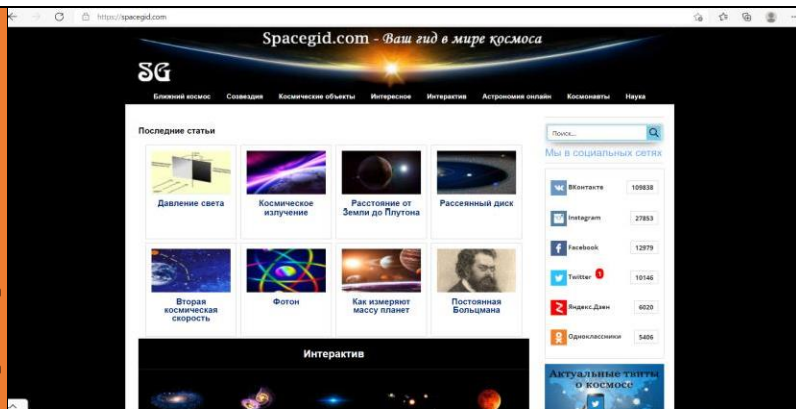 https://spacegid.com
Spacegid.com - Ваш гид в мире космоса
SG
Ближний космос Созвездия Космические объекты Интересное Интерактив Астрономия онлайн Космонавты Наука
Последние статьи
Давление света
Космическое
излучение
Расстояние от
Земли до Плутона
Рассеянный диск
Вторая
космическая
скорость
Фотон
Как измеряют
массу планет
Постоянная
Больцмана
Интерактив
Поиск...
Мы в социальных сетях
ВКонтакте 109838
Instagram 27853
Facebook 12979
Twitter 1 10146
Яндекс.Дзен 6020
Одноклассники 5406
Актуальные твиты
о космосе